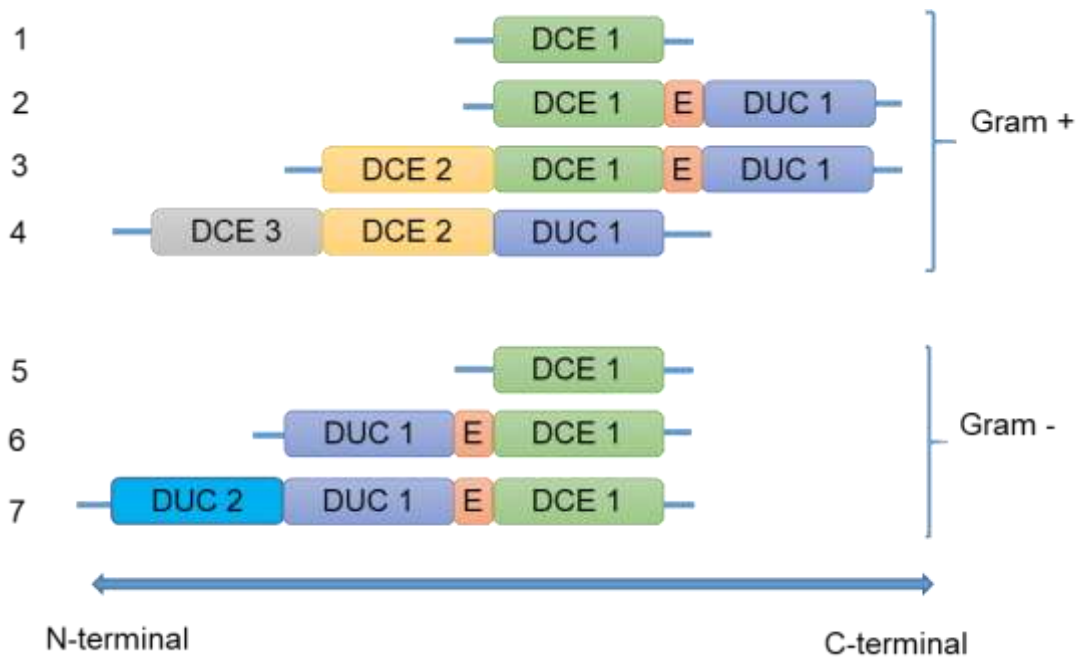 1 DCE 1
2 DCE 1 E DUC 1
Gram +
3 DCE 2 DCE 1 E DUC 1
4 DCE 3 DCE 2 DUC 1
5 DCE 1
6 DUC 1 E DCE 1
Gram -
7 DUC 2 DUC 1 E DCE 1
N-terminal
C-terminal